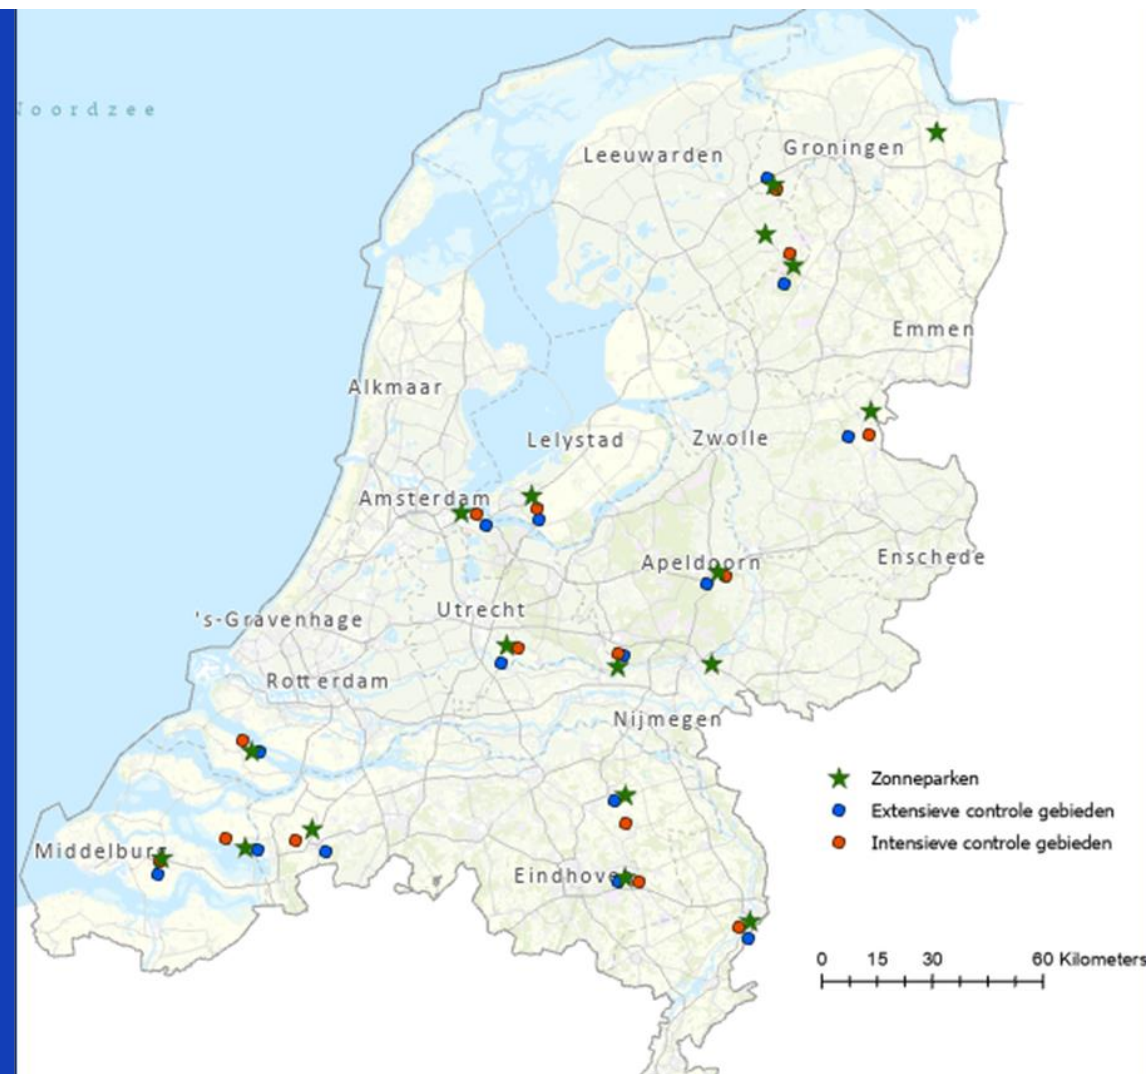 Noordzee
Leeuwarden
Groningen
Emmen
Alkmaar
Lelystad
Zwolle
Amsterdam
Apeldoorn
Enschede
Utrecht
's-Gravenhage
Rotterdam
Nijmegen
Zonneparken
Extensieve controle gebieden
Intensieve controle gebieden
Middelburg
Eindhoven
0 15 30 60 Kilometers